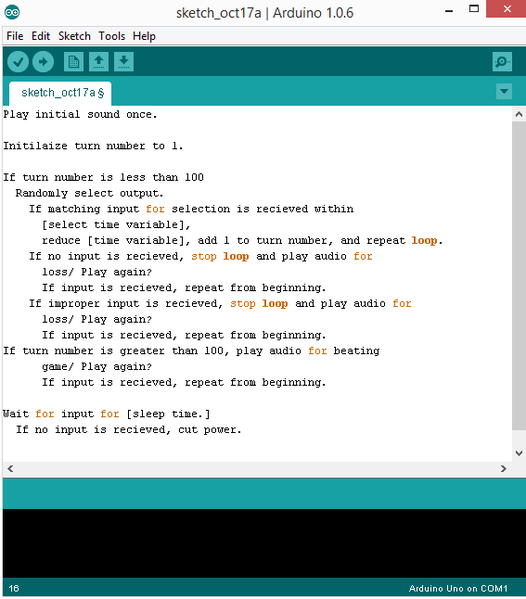 sketch_oct17a | Arduino 1.0.6
File Edit Sketch Tools Help
sketch_oct17a §
Play initial sound once.
Initilaize turn number to 1.
If turn number is less than 100
Randomly select output.
If matching input for selection is recieved within
[select time variable],
reduce [time variable], add 1 to turn number, and repeat loop.
If no input is recieved, stop loop and play audio for
loss/ Play again?
If input is recieved, repeat from beginning.
If improper input is recieved, stop loop and play audio for
loss/ Play again?
If input is recieved, repeat from beginning.
If turn number is greater than 100, play audio for beating
game/ Play again?
If input is recieved, repeat from beginning.
Wait for input for [sleep time.]
If no input is recieved, cut power.
16
Arduino Uno on COM1